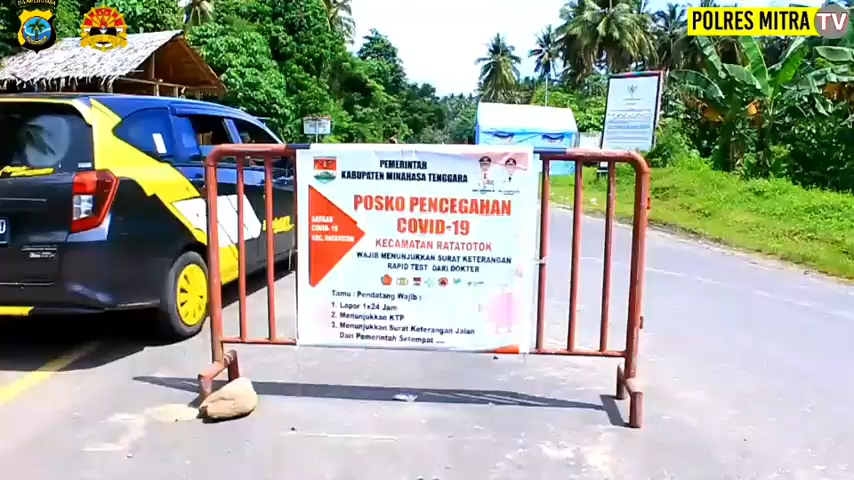 POLRES MITRA TV
PEMERINTAH
KABUPATEN MINAHASA TENGGARA
POSKO PENCEGAHAN
COVID-19
KECAMATAN RATATOTOK
WAJIB MENUNJUKKAN SURAT KETERANGAN
RAPID TEST DARI DOKTER
COVID-19
KEC. RATATOTOK
Tamu : Pendatang Wajib :
1. Lapor 1x24 Jam
2. Menunjukkan KTP
3. Menunjukkan Surat Keterangan Jalan
Dari Pemerintah Setempat